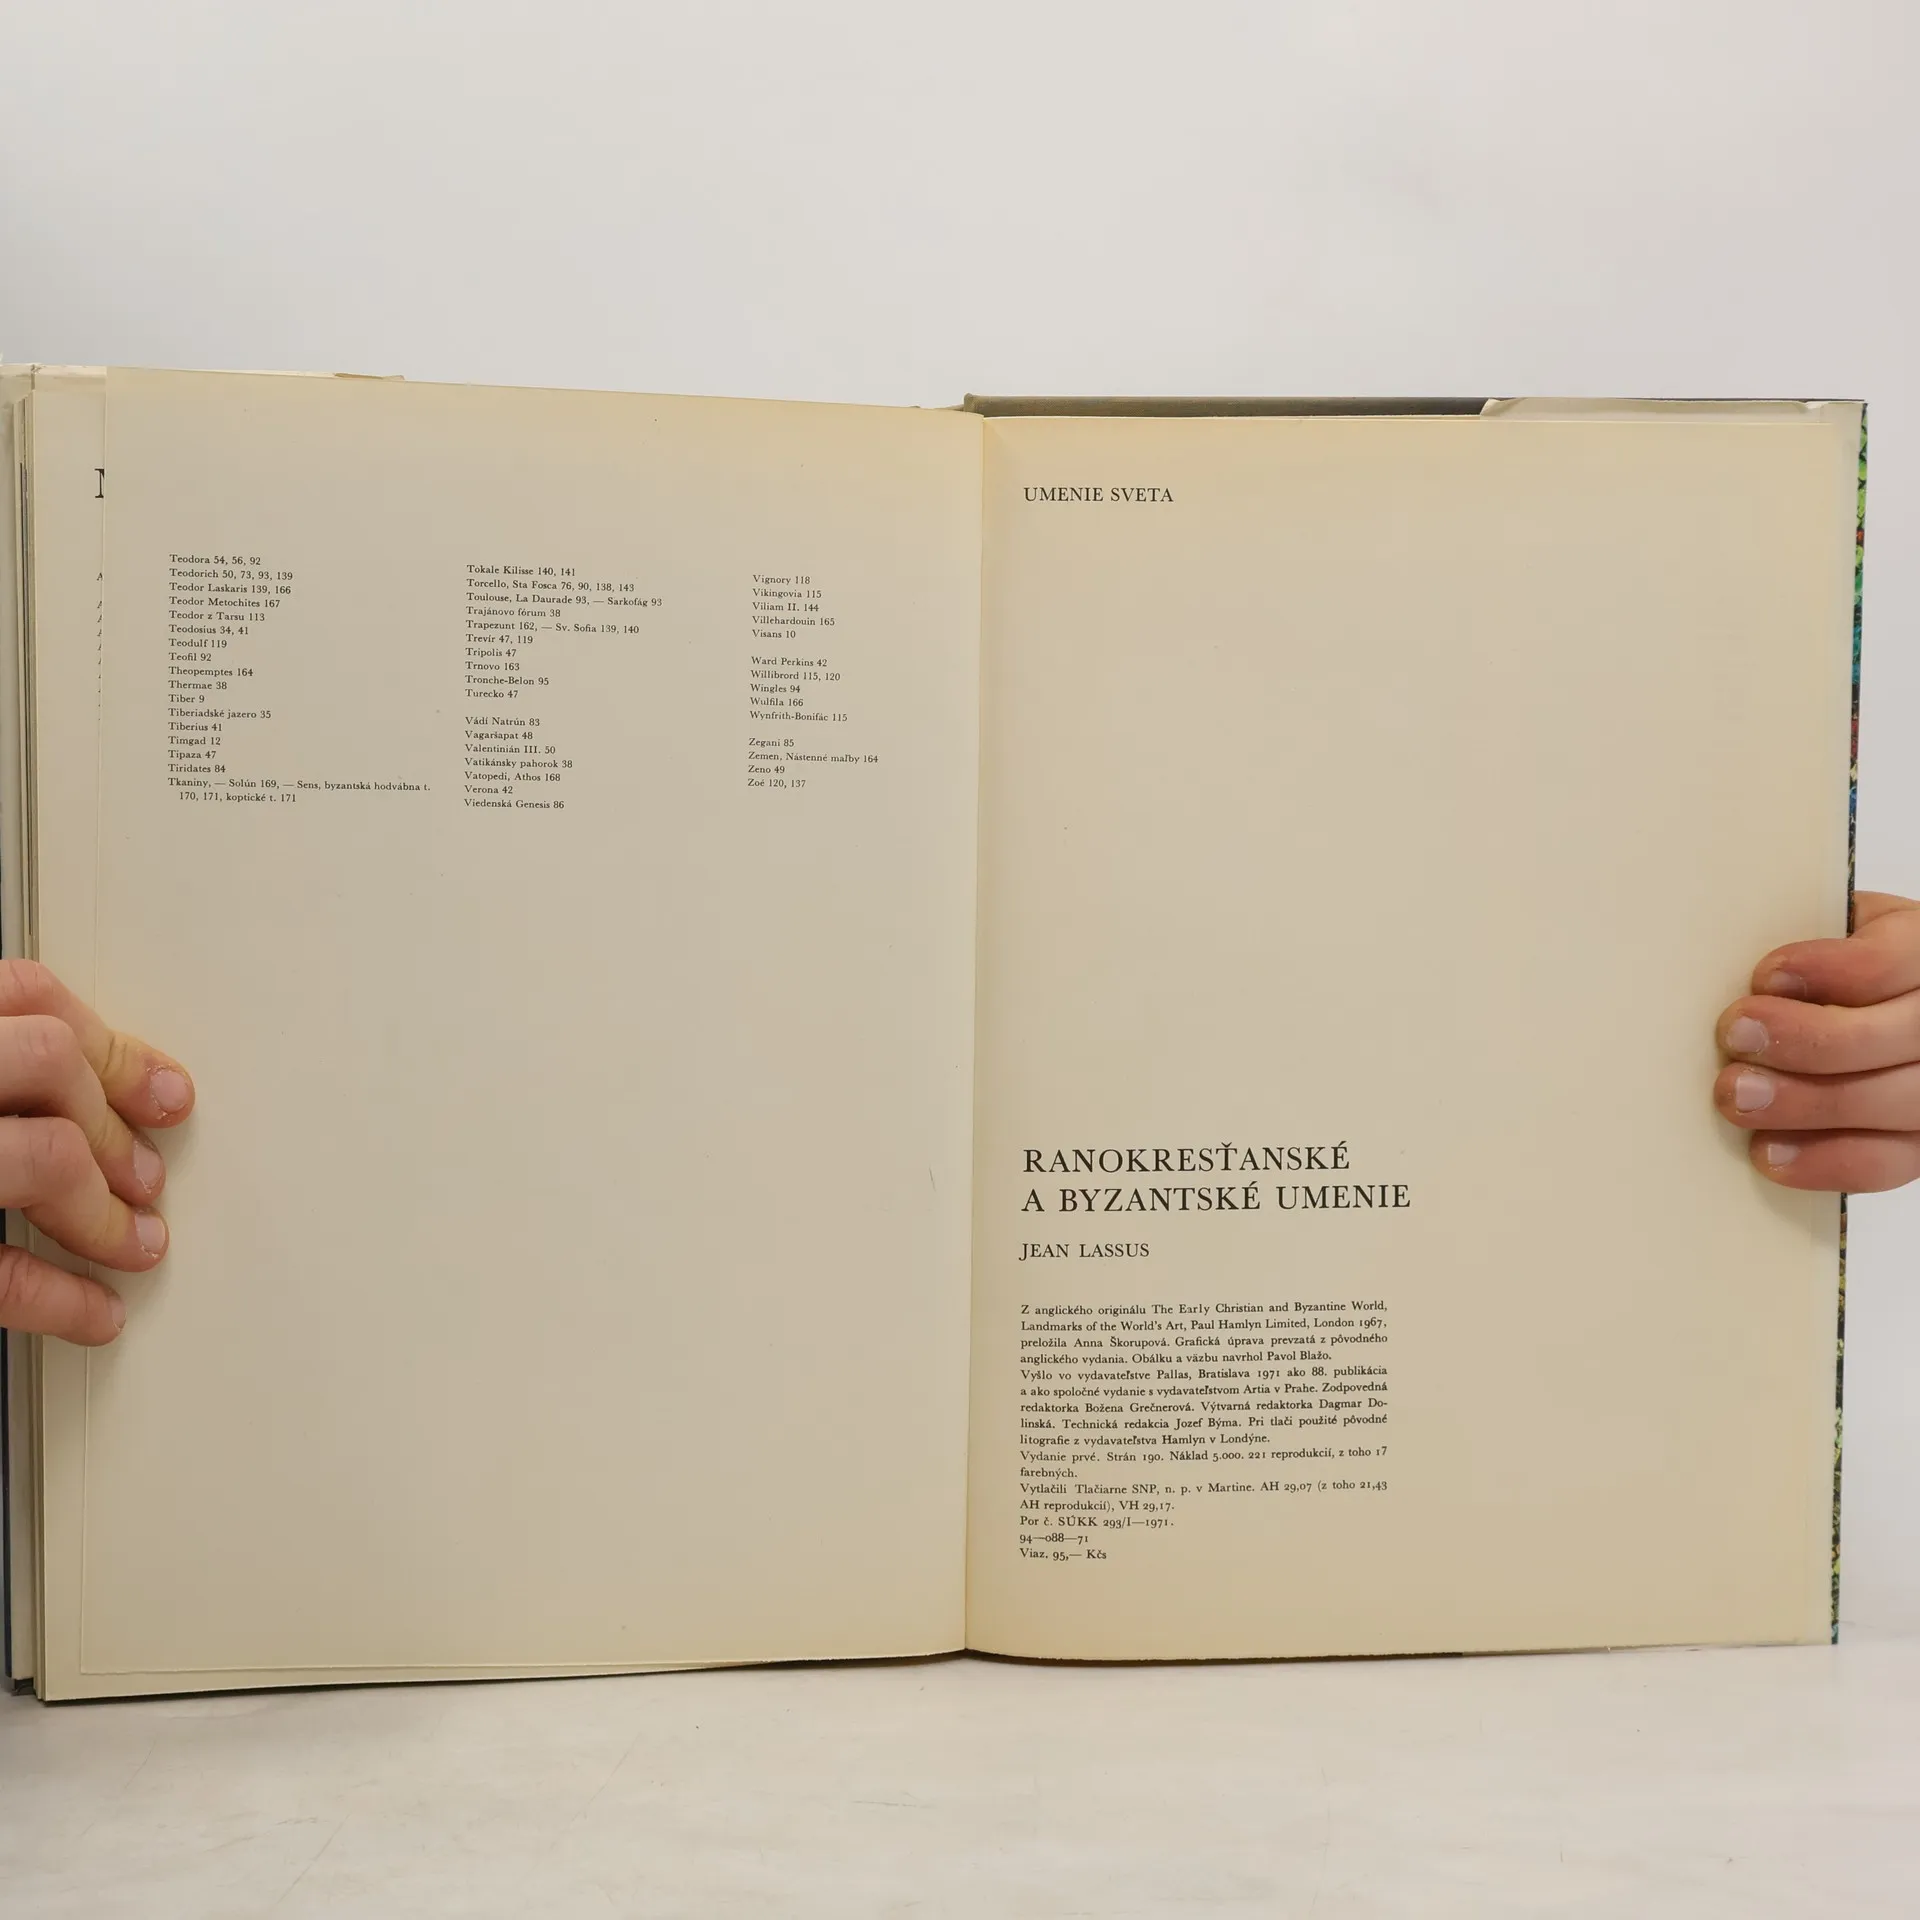 Teodora 54, 56, 92
Teodorich 50, 73, 93, 139
Teodor Laskaris 139, 166
Teodor Metochites 167
Teodor z Tarsu 113
Teodosius 34, 41
Teodulf 119
Teofil 92
Theopemptes 164
Thermae 38
Tiber 9
Tiberiadské jazero 35
Tiberius 41
Timgad 12
Tipaza 47
Tiridates 84
Tkaniny, — Solún 169, — Sens, byzantská hodvábna t.
170, 171, koptické t. 171
Tokale Kilisse 140, 141
Torcello, Sta Fosca 76, 90, 138, 143
Toulouse, La Daurade 93, — Sarkofág 93
Trajánovo fórum 38
Trapezunt 162, — Sv. Sofia 139, 140
Trevír 47, 119
Tripolis 47
Trnovo 163
Tronche-Belon 95
Turecko 47
Vádí Natrún 83
Vagaršapat 48
Valentinián III. 50
Vatikánsky pahorok 38
Vatopedi, Athos 168
Verona 42
Viedenská Genesis 86
Vignory 118
Vikingovia 115
Viliam II. 144
Villehardouin 165
Visans 10
Ward Perkins 42
Willibrord 115, 120
Wingles 94
Wulfila 166
Wynfrith-Bonifác 115
Zegani 85
Zemen, Nástenné maľby 164
Zeno 49
Zoé 120, 137
UMENIE SVETA
RANOKRESŤANSKÉ
A BYZANTSKÉ UMENIE
JEAN LASSUS
Z anglického originálu The Early Christian and Byzantine World,
Landmarks of the World's Art, Paul Hamlyn Limited, London 1967,
preložila Anna Škorupová. Grafická úprava prevzatá z pôvodného
anglického vydania. Obálku a väzbu navrhol Pavol Blažo.
Vyšlo vo vydavateľstve Pallas, Bratislava 1971 ako 88. publikácia
a ako spoločné vydanie s vydavateľstvom Artia v Prahe. Zodpovedná
redaktorka Božena Grečnerová. Výtvarná redaktorka Dagmar Do-
linská. Technická redakcia Jozef Býma. Pri tlači použité pôvodné
litografie z vydavateľstva Hamlyn v Londýne.
Vydanie prvé. Strán 190. Náklad 5.000. 221 reprodukcií, z toho 17
farebných.
Vytlačili Tlačiarne SNP, n. p. v Martine. AH 29,07 (z toho 21,43
AH reprodukcií), VH 29,17.
Por č. SÚKK 293/I—1971.
94—088—71
Viaz. 95,— Kčs